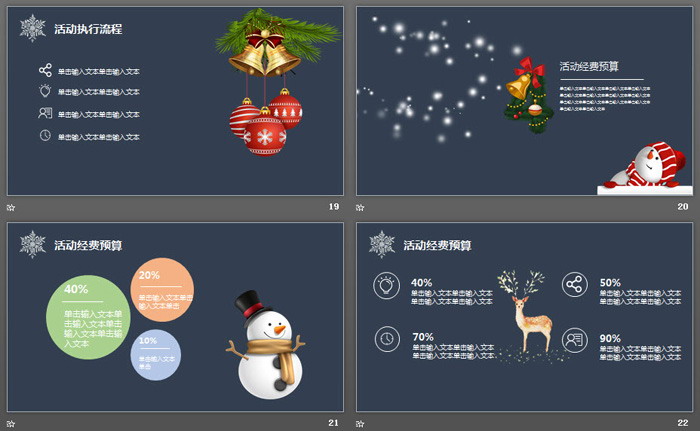 活动执行流程
单击输入文本单击输入文本
单击输入文本单击输入文本
单击输入文本单击输入文本
单击输入文本单击输入文本
19
活动经费预算
单击输入文本单击输入文本单击输入文本单击输入文本
单击输入文本单击输入文本单击输入文本单击输入文本
单击输入文本单击输入文本单击输入文本单击输入文本
单击输入文本单击输入文本
20
活动经费预算
40%
单击输入文本单
击输入文本单击
输入文本单击输
入文本
20%
单击输入文本单击
输入文本单击
10%
单击输入文本
单击
21
活动经费预算
40%
单击输入文本单击输入文本
单击输入文本单击输入文本
50%
单击输入文本单击输入文本
单击输入文本单击输入文本
70%
单击输入文本单击输入文本
单击输入文本单击输入文本
90%
单击输入文本单击输入文本
单击输入文本单击输入文本
22